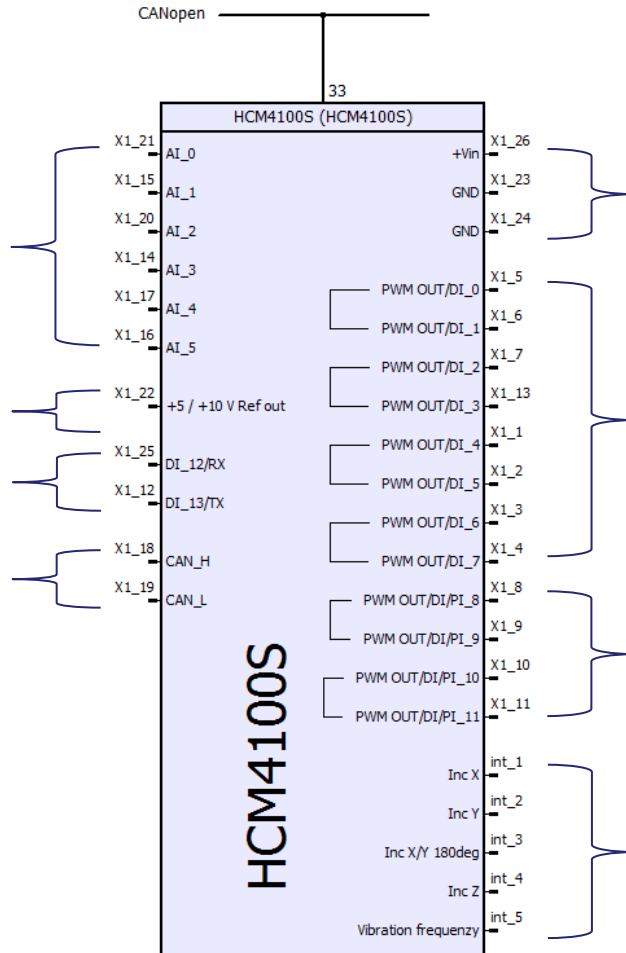 CANopen
33
HCM4100S (HCM4100S)
X1_21 AI_0
X1_15 AI_1
X1_20 AI_2
X1_14 AI_3
X1_17 AI_4
X1_16 AI_5
X1_22 +5 / +10 V Ref out
X1_25 DI_12/RX
X1_12 DI_13/TX
X1_18 CAN_H
X1_19 CAN_L
HCM4100S
+Vin X1_26
GND X1_23
GND X1_24
PWM OUT/DI_0 X1_5
PWM OUT/DI_1 X1_6
PWM OUT/DI_2 X1_7
PWM OUT/DI_3 X1_13
PWM OUT/DI_4 X1_1
PWM OUT/DI_5 X1_2
PWM OUT/DI_6 X1_3
PWM OUT/DI_7 X1_4
PWM OUT/DI/PI_8 X1_8
PWM OUT/DI/PI_9 X1_9
PWM OUT/DI/PI_10 X1_10
PWM OUT/DI/PI_11 X1_11
Inc X int_1
Inc Y int_2
Inc X/Y 180deg int_3
Inc Z int_4
Vibration frequenzy int_5